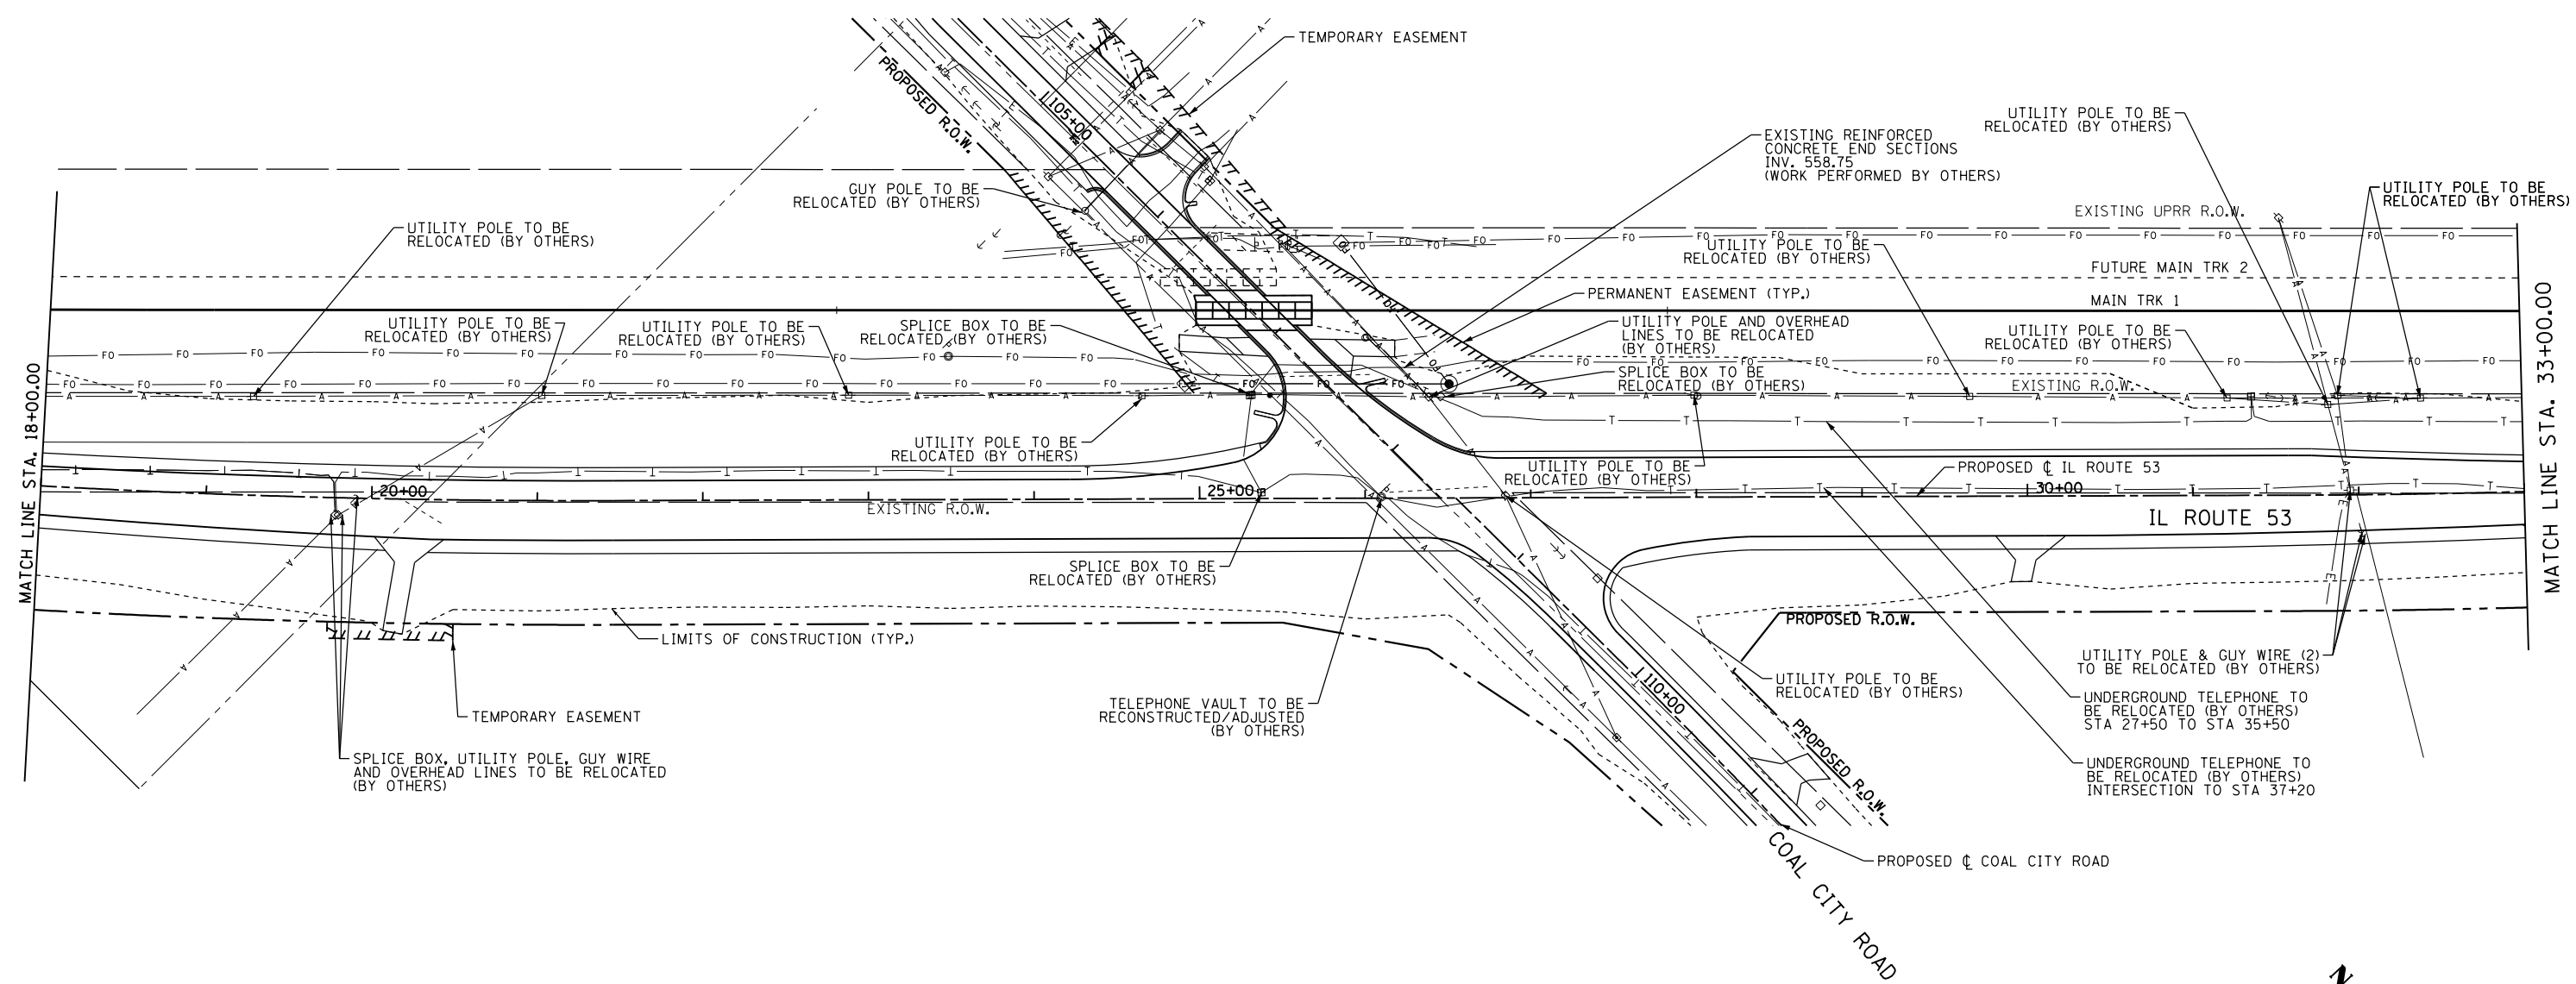 TEMPORARY EASEMENT
PROPOSED R.O.W.
105+00
UTILITY POLE TO BE
RELOCATED (BY OTHERS)
EXISTING REINFORCED
CONCRETE END SECTIONS
INV. 558.75
(WORK PERFORMED BY OTHERS)
GUY POLE TO BE
RELOCATED (BY OTHERS)
UTILITY POLE TO BE
RELOCATED (BY OTHERS)
EXISTING UPRR R.O.W.
UTILITY POLE TO BE
RELOCATED (BY OTHERS)
UTILITY POLE TO BE
RELOCATED (BY OTHERS)
FUTURE MAIN TRK 2
PERMANENT EASEMENT (TYP.)
MAIN TRK 1
UTILITY POLE TO BE
RELOCATED (BY OTHERS)
UTILITY POLE TO BE
RELOCATED (BY OTHERS)
SPLICE BOX TO BE
RELOCATED (BY OTHERS)
UTILITY POLE AND OVERHEAD
LINES TO BE RELOCATED
(BY OTHERS)
UTILITY POLE TO BE
RELOCATED (BY OTHERS)
SPLICE BOX TO BE
RELOCATED (BY OTHERS)
EXISTING R.O.W.
MATCH LINE STA. 18+00.00
MATCH LINE STA. 33+00.00
UTILITY POLE TO BE
RELOCATED (BY OTHERS)
UTILITY POLE TO BE
RELOCATED (BY OTHERS)
PROPOSED ℄ IL ROUTE 53
20+00
25+00
30+00
EXISTING R.O.W.
IL ROUTE 53
SPLICE BOX TO BE
RELOCATED (BY OTHERS)
LIMITS OF CONSTRUCTION (TYP.)
PROPOSED R.O.W.
UTILITY POLE & GUY WIRE (2)
TO BE RELOCATED (BY OTHERS)
UTILITY POLE TO BE
RELOCATED (BY OTHERS)
110+00
UNDERGROUND TELEPHONE TO
BE RELOCATED (BY OTHERS)
STA 27+50 TO STA 35+50
TELEPHONE VAULT TO BE
RECONSTRUCTED/ADJUSTED
(BY OTHERS)
TEMPORARY EASEMENT
PROPOSED R.O.W.
SPLICE BOX, UTILITY POLE, GUY WIRE
AND OVERHEAD LINES TO BE RELOCATED
(BY OTHERS)
UNDERGROUND TELEPHONE TO
BE RELOCATED (BY OTHERS)
INTERSECTION TO STA 37+20
PROPOSED ℄ COAL CITY ROAD
COAL CITY ROAD
N